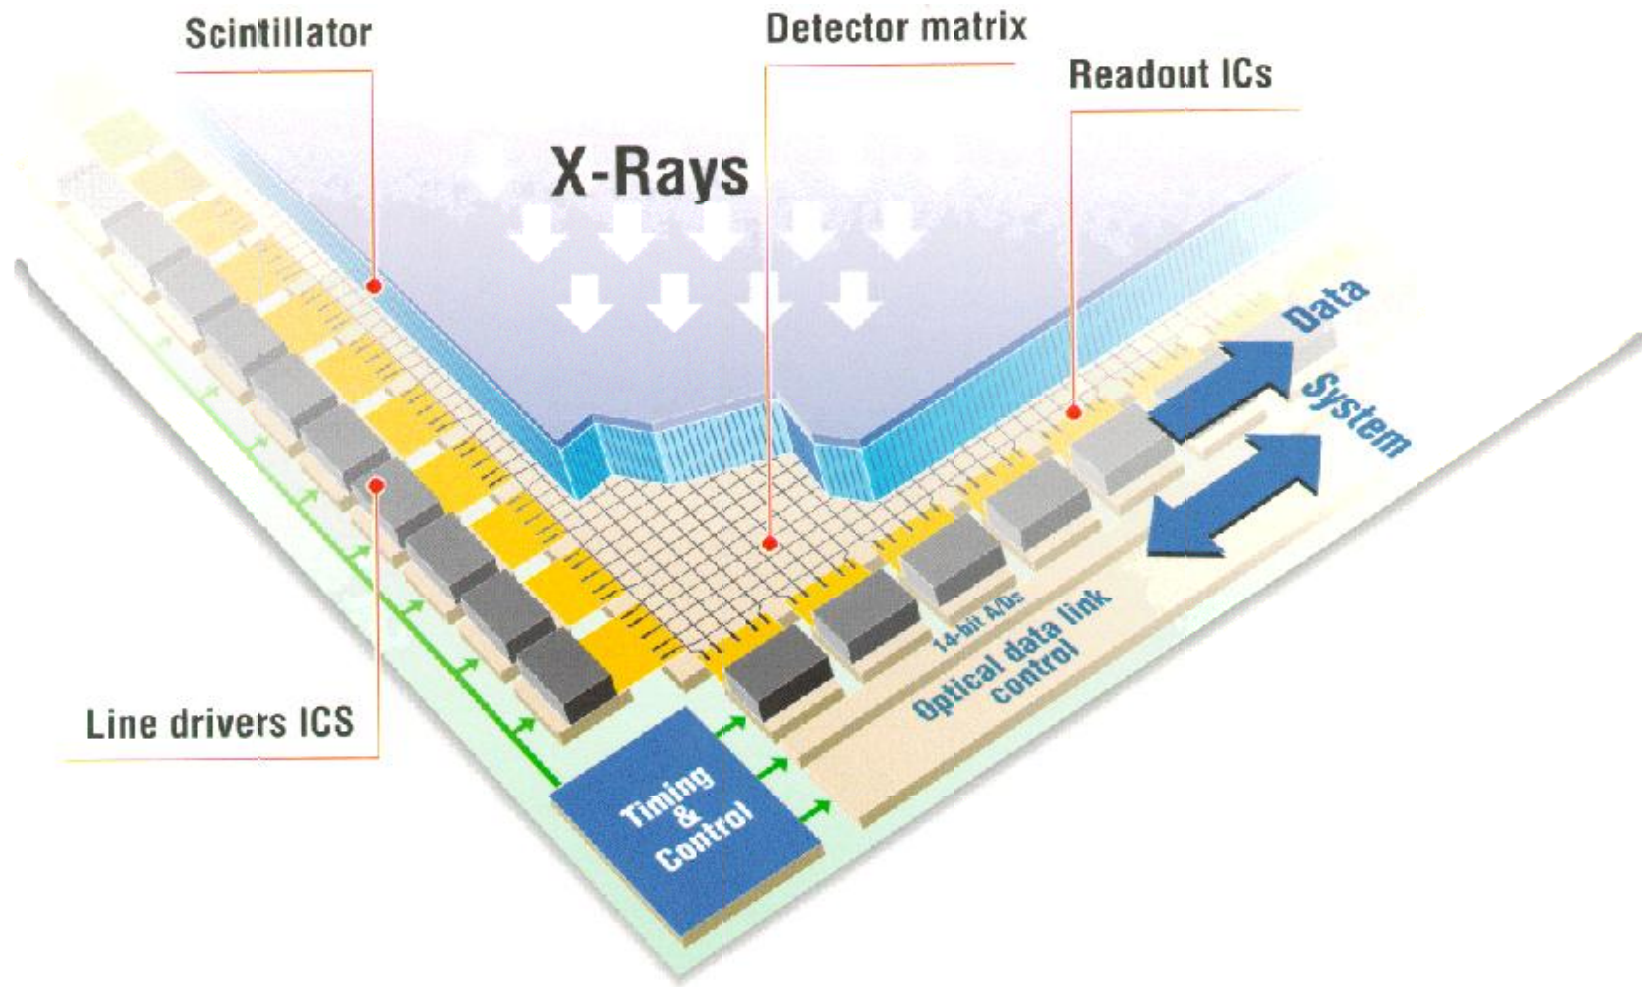 Scintillator
Detector matrix
Readout ICs
X-Rays
Data
System
14-bit A/Ds
Optical data link
control
Line drivers ICS
Timing
&
Control